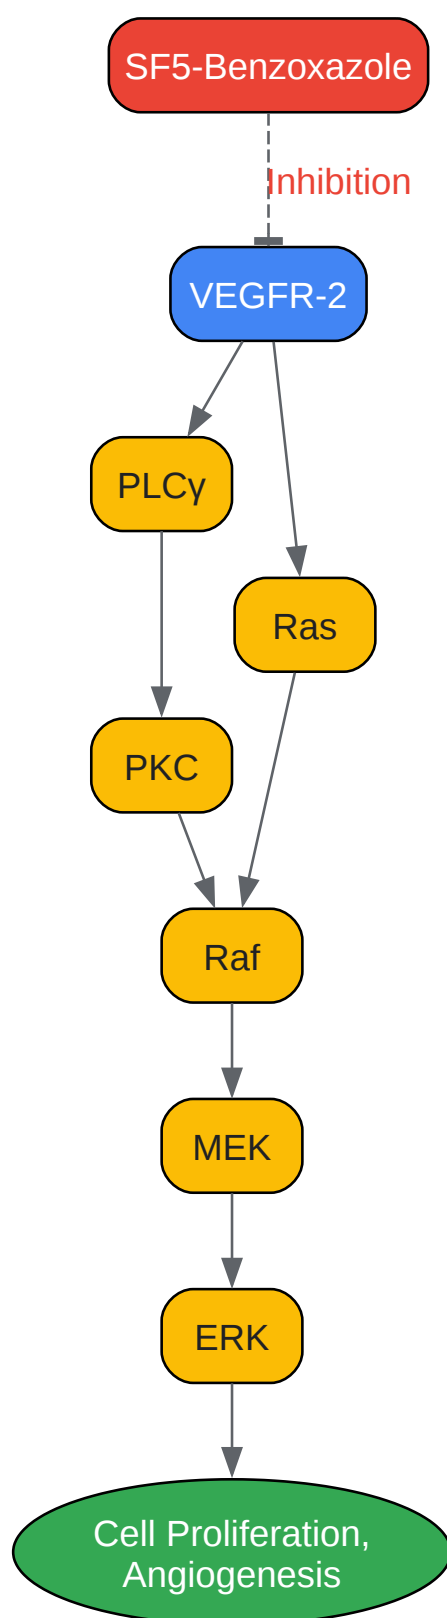 SF5-Benzoxazole
Inhibition
VEGFR-2
PLCγ
Ras
PKC
Raf
MEK
ERK
Cell Proliferation,
Angiogenesis